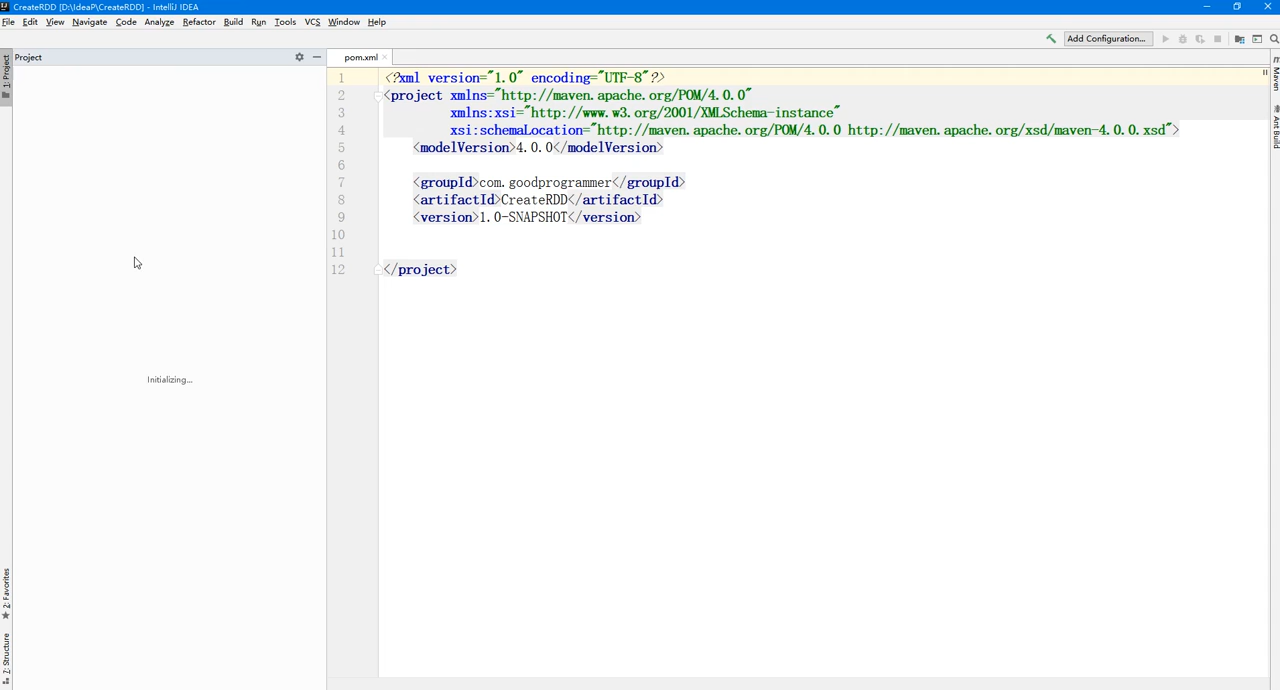 CreateRDD [D:\IdeaP\CreateRDD] - IntelliJ IDEA
File Edit View Navigate Code Analyze Refactor Build Run Tools VCS Window Help
Add Configuration...
Project
pom.xml
1 <?xml version="1.0" encoding="UTF-8"?>
2 <project xmlns="http://maven.apache.org/POM/4.0.0"
3 xmlns:xsi="http://www.w3.org/2001/XMLSchema-instance"
4 xsi:schemaLocation="http://maven.apache.org/POM/4.0.0 http://maven.apache.org/xsd/maven-4.0.0.xsd">
5 <modelVersion>4.0.0</modelVersion>
6
7 <groupId>com.goodprogrammer</groupId>
8 <artifactId>CreateRDD</artifactId>
9 <version>1.0-SNAPSHOT</version>
10
11
12 </project>
Initializing...
1: Project
2: Favorites
7: Structure
Maven
Ant Build